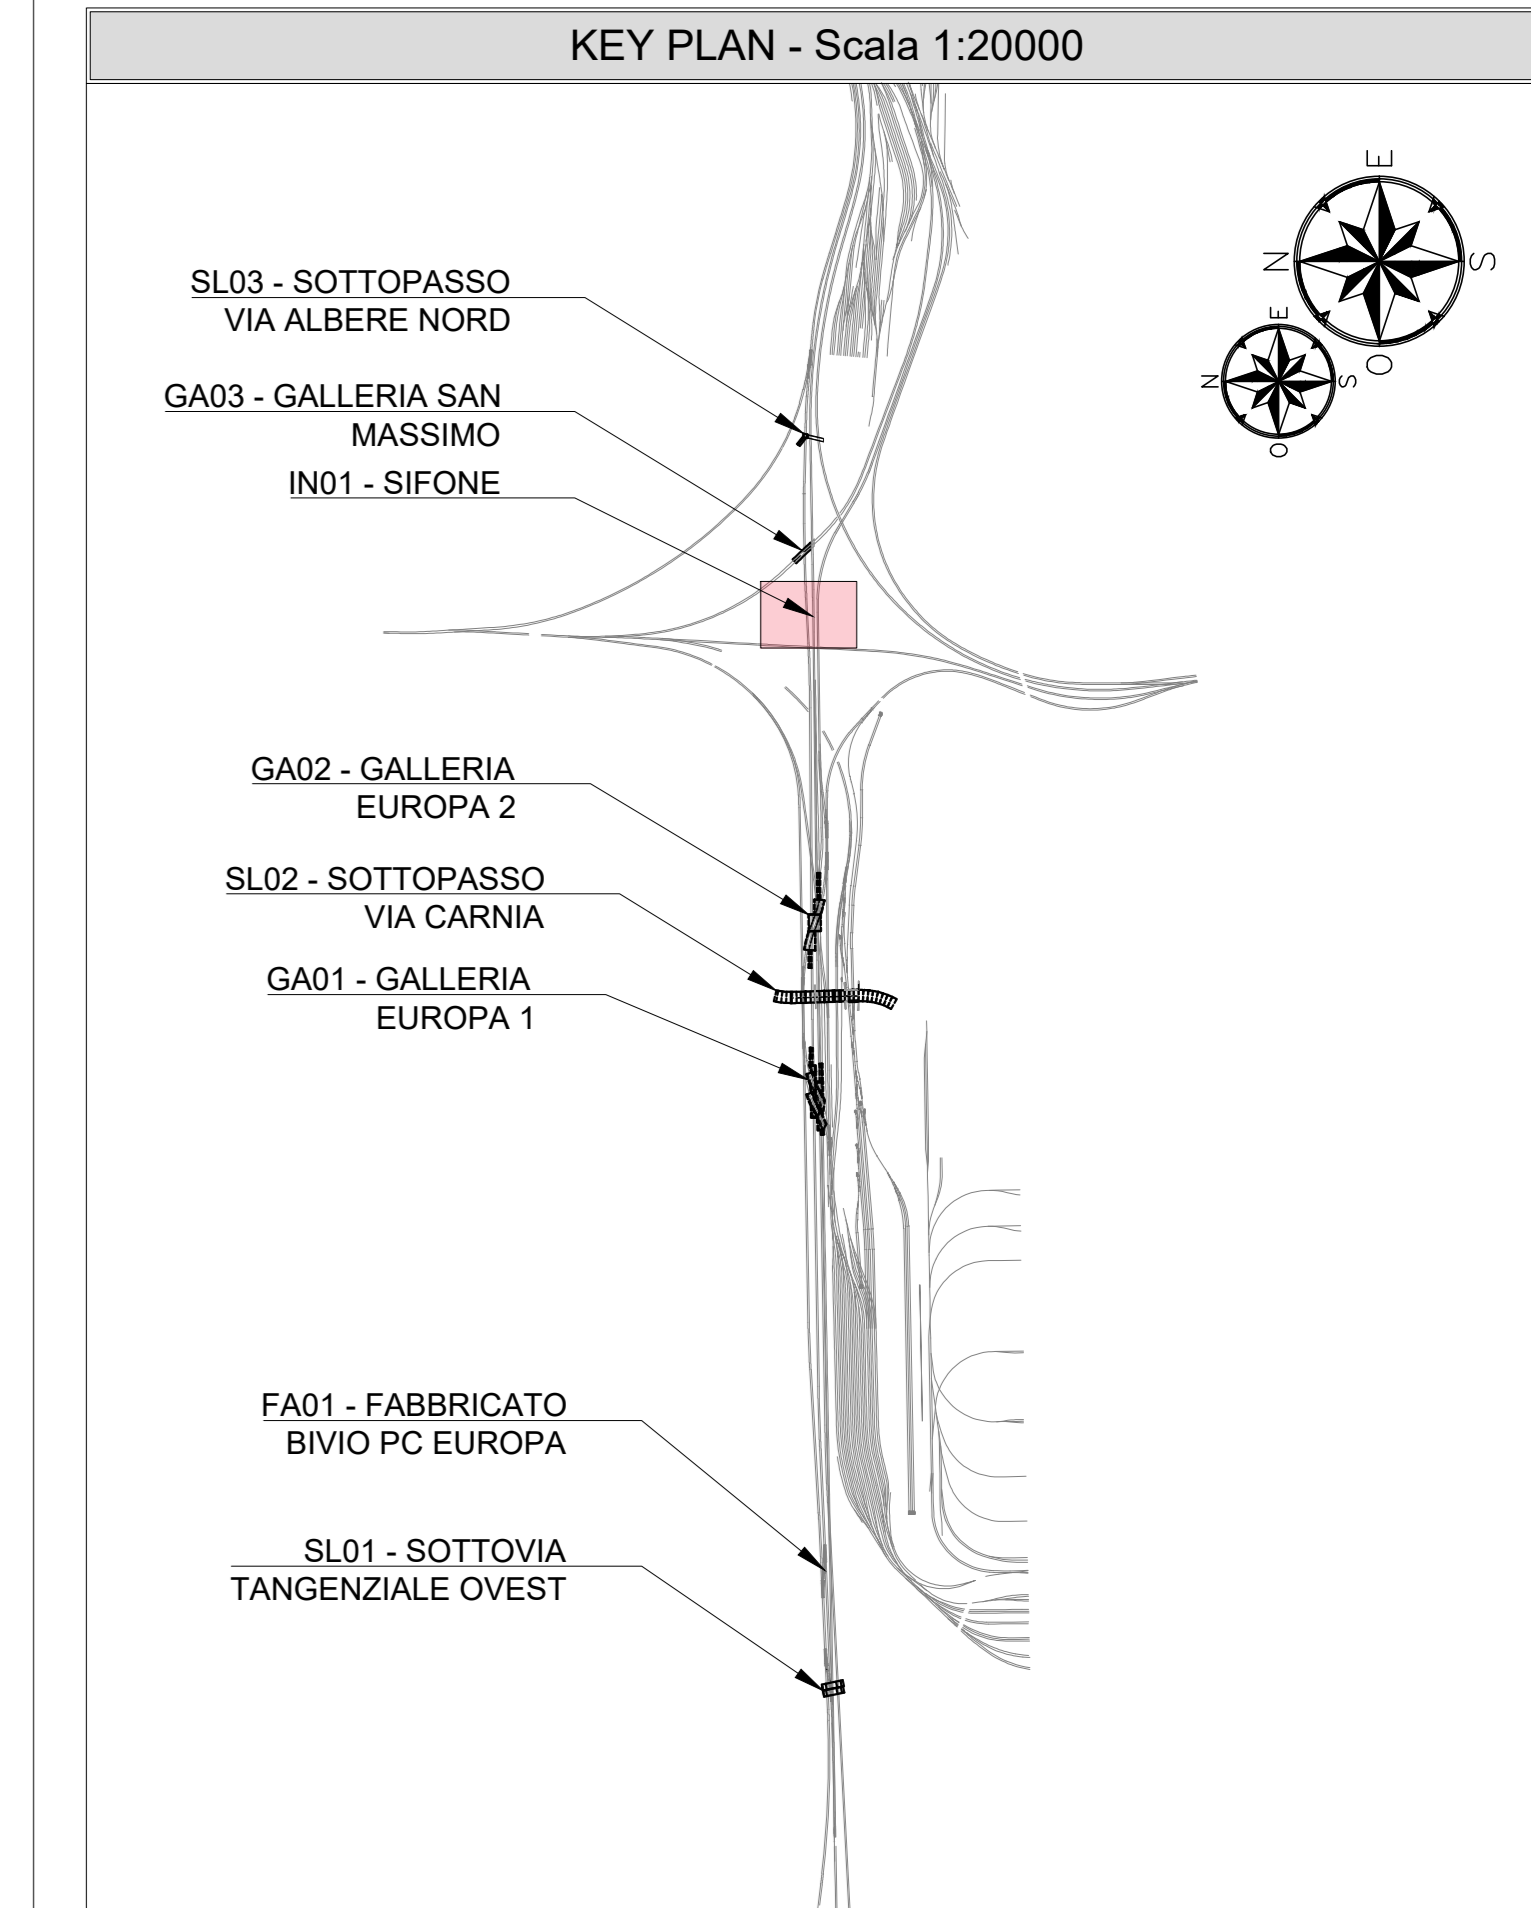 KEY PLAN - Scala 1:20000
E
N
S
O
E
N
S
O
SL03 - SOTTOPASSO
VIA ALBERE NORD
GA03 - GALLERIA SAN
MASSIMO
IN01 - SIFONE
GA02 - GALLERIA
EUROPA 2
SL02 - SOTTOPASSO
VIA CARNIA
GA01 - GALLERIA
EUROPA 1
FA01 - FABBRICATO
BIVIO PC EUROPA
SL01 - SOTTOVIA
TANGENZIALE OVEST